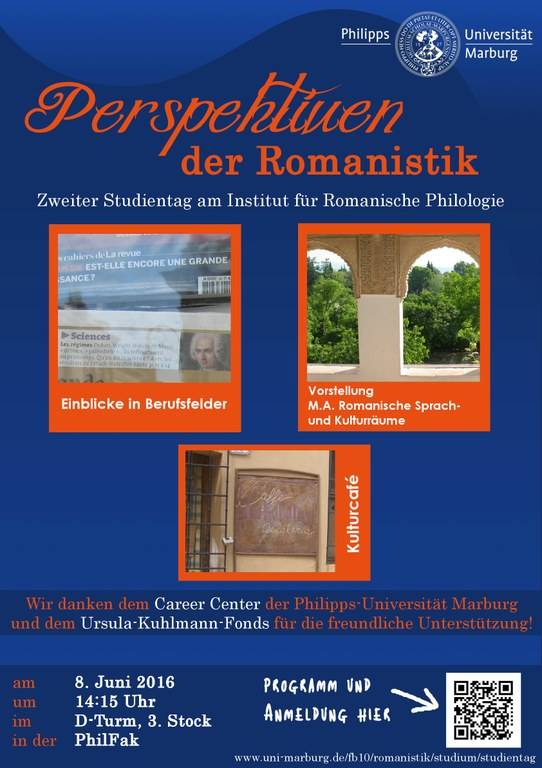 Philipps
Universität
Marburg
Perspektiven
der Romanistik
Zweiter Studientag am Institut für Romanische Philologie
cahiers de La revue
EST-ELLE ENCORE UNE GRANDE
SANCE?
Sciences
Einblicke in Berufsfelder
Vorstellung
M.A. Romanische Sprach-
und Kulturräume
Calle
Kulturcafé
Wir danken dem Career Center der Philipps-Universität Marburg
und dem Ursula-Kuhlmann-Fonds für die freundliche Unterstützung!
am 8. Juni 2016
um 14:15 Uhr
im D-Turm, 3. Stock
in der PhilFak
PROGRAMM UND
ANMELDUNG HIER
www.uni-marburg.de/fb10/romanistik/studium/studientag